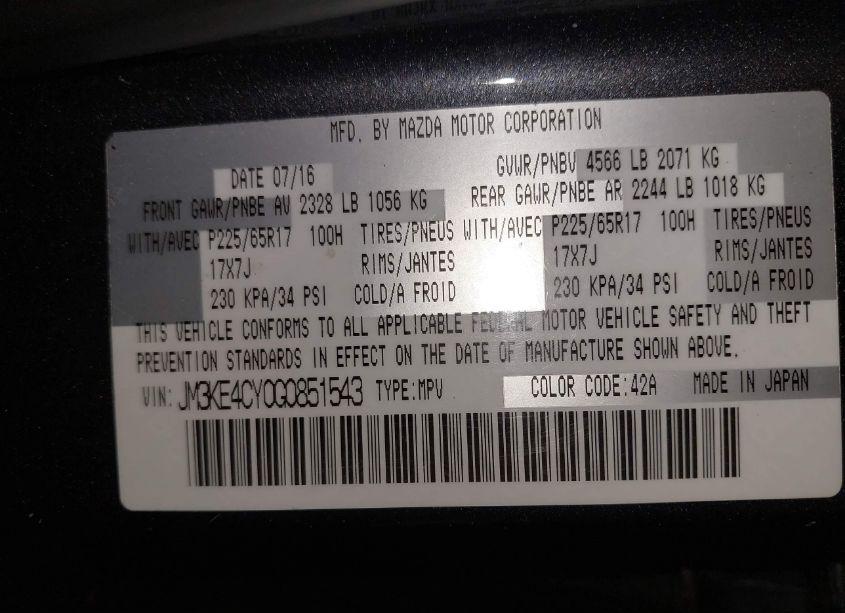 MFD. BY MAZDA MOTOR CORPORATION
DATE 07/16 GVWR/PNBV 4566 LB 2071 KG
FRONT GAWR/PNBE AV 2328 LB 1056 KG REAR GAWR/PNBE AR 2244 LB 1018 KG
WITH/AVEC P225/65R17 100H TIRES/PNEUS WITH/AVEC P225/65R17 100H TIRES/PNEUS
17X7J RIMS/JANTES 17X7J RIMS/JANTES
230 KPA/34 PSI COLD/A FROID 230 KPA/34 PSI COLD/A FROID
THIS VEHICLE CONFORMS TO ALL APPLICABLE FEDERAL MOTOR VEHICLE SAFETY AND THEFT
PREVENTION STANDARDS IN EFFECT ON THE DATE OF MANUFACTURE SHOWN ABOVE.
VIN: JM3KE4CY0G0851543 TYPE:MPV COLOR CODE:42A MADE IN JAPAN